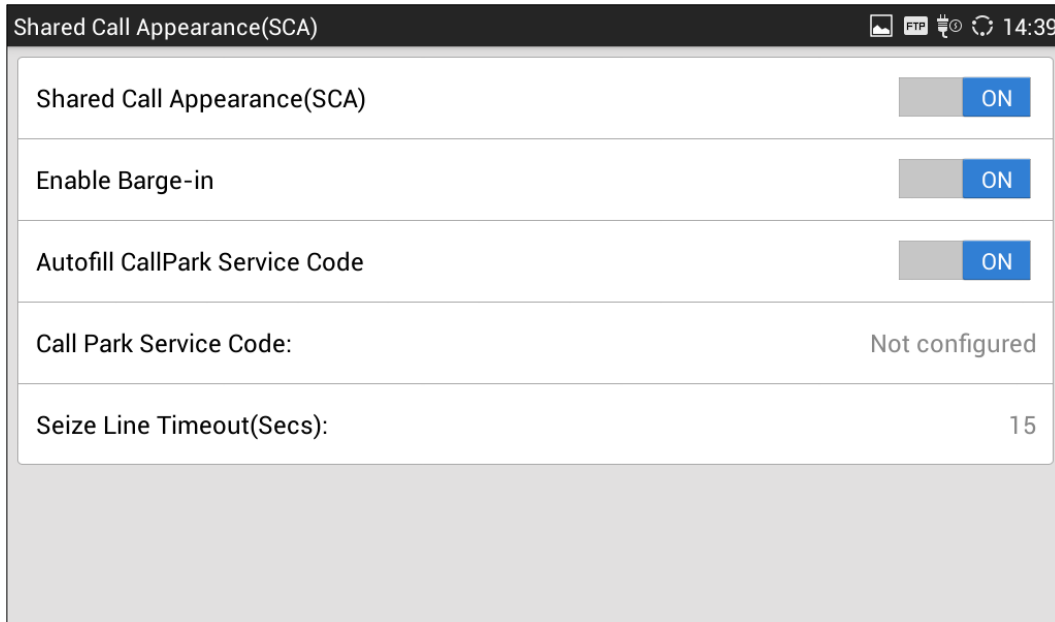 Shared Call Appearance(SCA) FTP 14:39
Shared Call Appearance(SCA) ON
Enable Barge-in ON
Autofill CallPark Service Code ON
Call Park Service Code: Not configured
Seize Line Timeout(Secs): 15